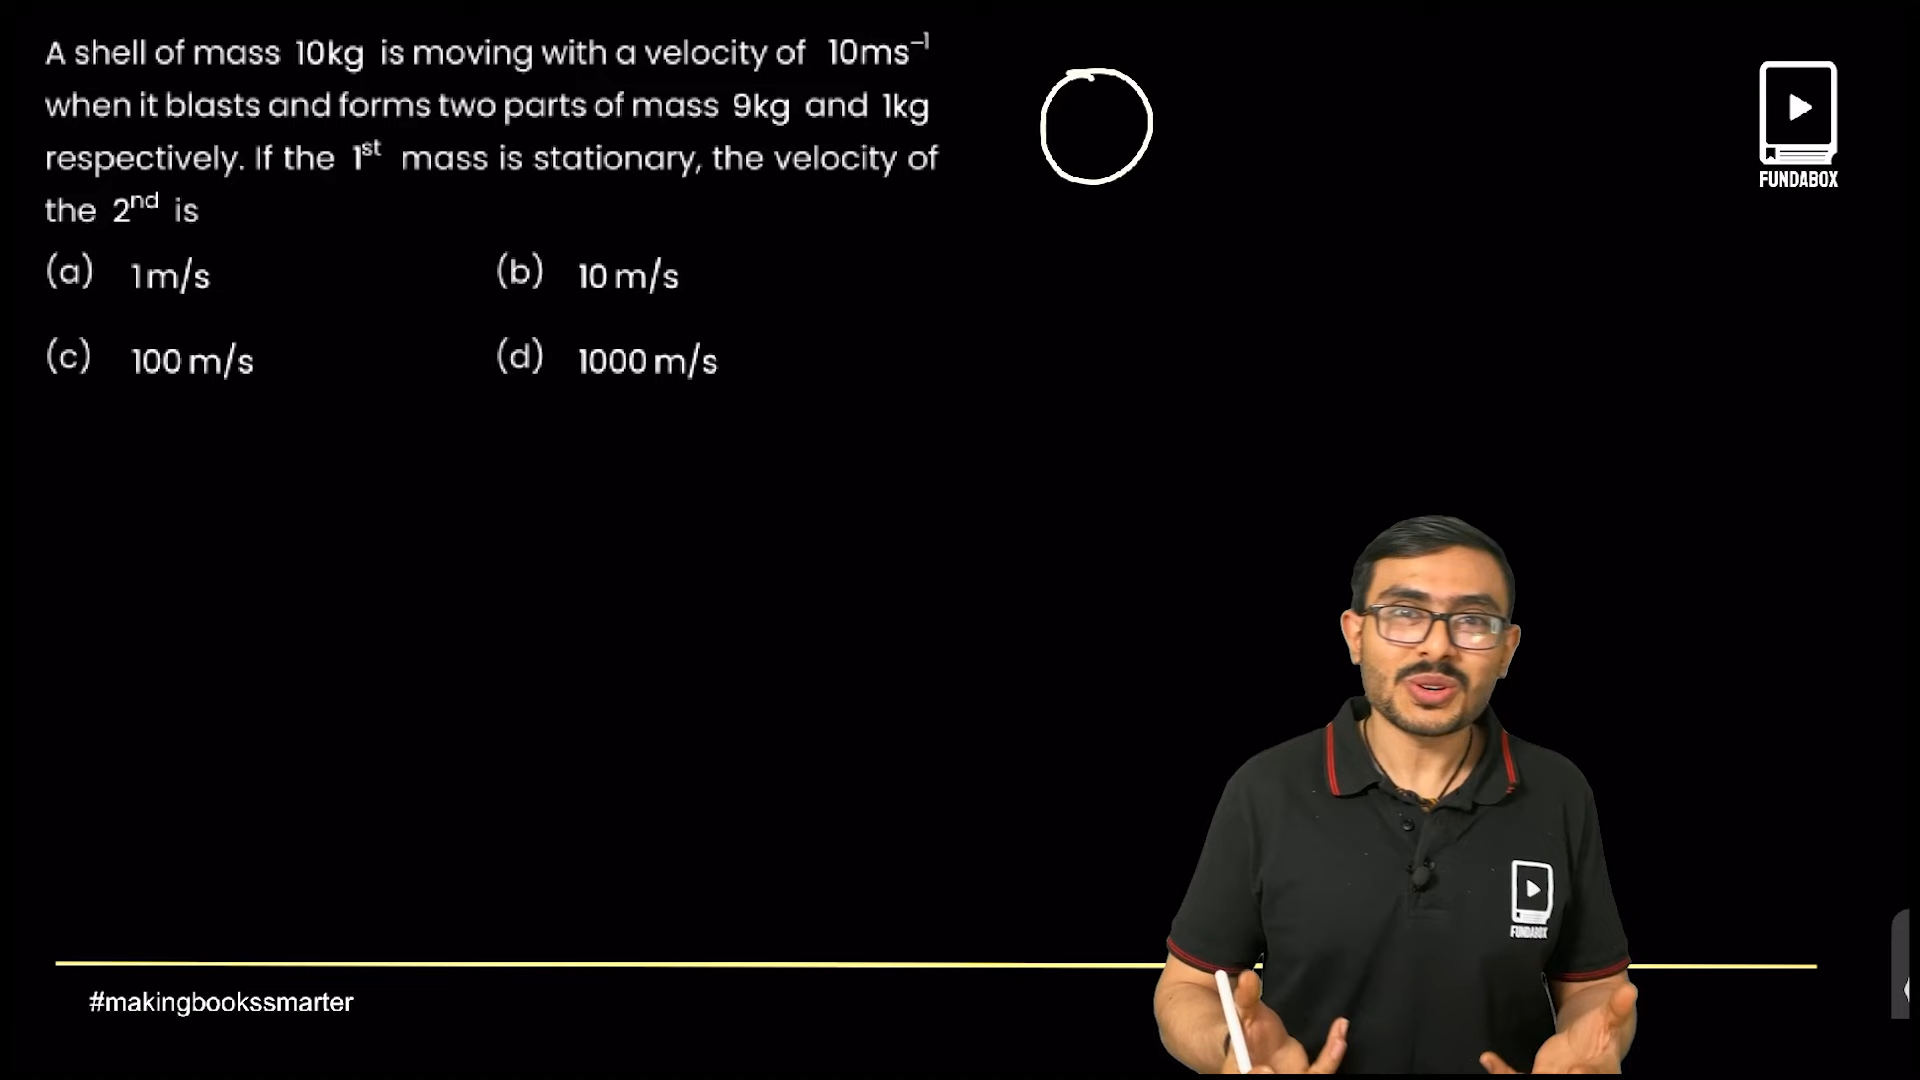 A shell of mass 10kg is moving with a velocity of 10ms⁻¹
when it blasts and forms two parts of mass 9kg and 1kg
respectively. If the 1ˢᵗ mass is stationary, the velocity of
the 2ⁿᵈ is
(a) 1 m/s (b) 10 m/s
(c) 100 m/s (d) 1000 m/s
FUNDABOX
FUNDABOX
#makingbookssmarter